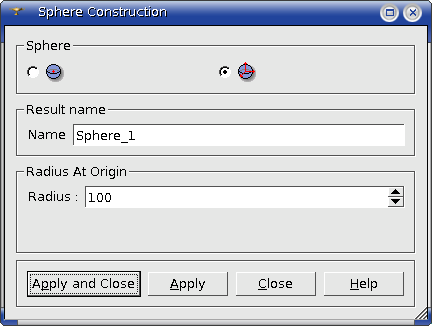 Sphere Construction
Sphere
Result name
Name Sphere_1
Radius At Origin
Radius : 100
Apply and Close Apply Close Help